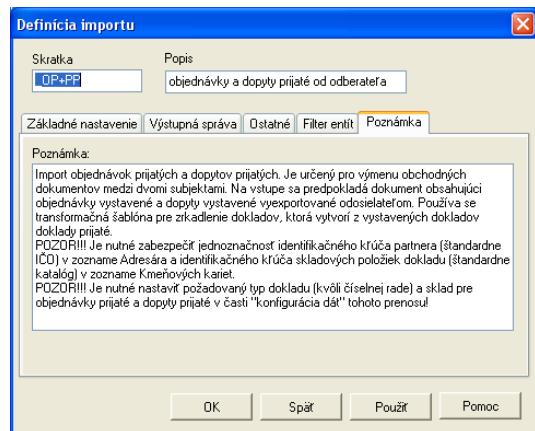 Definícia importu
Skratka Popis
_OP+PP objednávky a dopyty prijaté od odberateľa
Základné nastavenie Výstupná správa Ostatné Filter entít Poznámka
Poznámka:
Import objednávok prijatých a dopytov prijatých. Je určený pro výmenu obchodných
dokumentov medzi dvomi subjektami. Na vstupe sa predpokladá dokument obsahujúci
objednávky vystavené a dopyty vystavené vyexportované odosielateľom. Používa se
transformačná šablóna pre zrkadlenie dokladov, ktorá vytvorí z vystavených dokladov
doklady prijaté.
POZOR!!! Je nutné zabezpečiť jednoznačnosť identifikačného kľúča partnera (štandardne
IČO) v zozname Adresára a identifikačného kľúča skladových položiek dokladu (štandardne
katalóg) v zozname Kmeňových kariet.
POZOR!!! Je nutné nastaviť požadovaný typ dokladu (kvôli číselnej rade) a sklad pre
objednávky prijaté a dopyty prijaté v časti "konfigurácia dát" tohoto prenosu!
OK Späť Použiť Pomoc